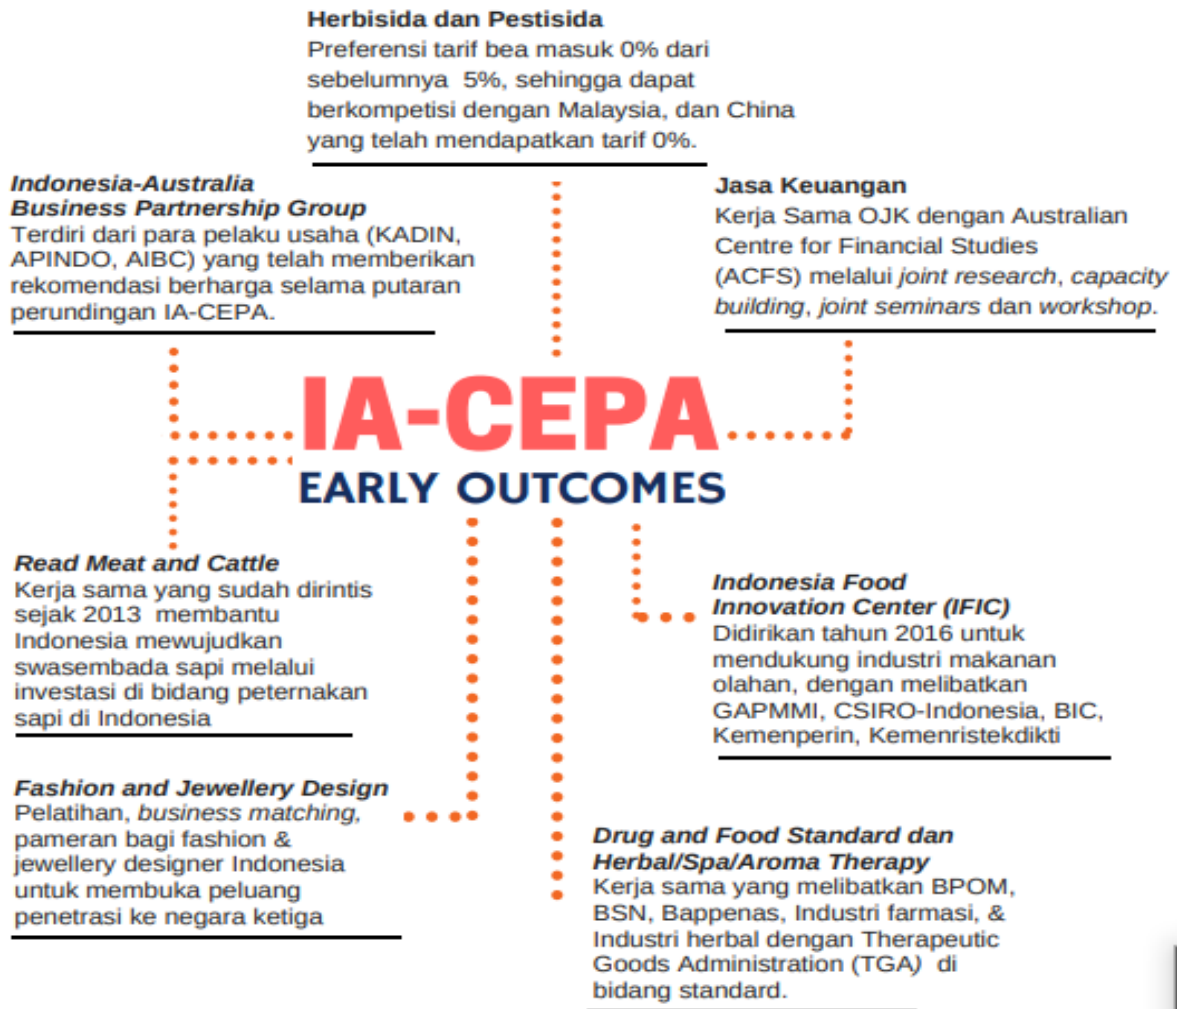 Herbisida dan Pestisida
Preferensi tarif bea masuk 0% dari
sebelumnya 5%, sehingga dapat
berkompetisi dengan Malaysia, dan China
yang telah mendapatkan tarif 0%.
Indonesia-Australia
Business Partnership Group
Terdiri dari para pelaku usaha (KADIN,
APINDO, AIBC) yang telah memberikan
rekomendasi berharga selama putaran
perundingan IA-CEPA.
Jasa Keuangan
Kerja Sama OJK dengan Australian
Centre for Financial Studies
(ACFS) melalui joint research, capacity
building, joint seminars dan workshop.
IA-CEPA
EARLY OUTCOMES
Read Meat and Cattle
Kerja sama yang sudah dirintis
sejak 2013 membantu
Indonesia mewujudkan
swasembada sapi melalui
investasi di bidang peternakan
sapi di Indonesia
Indonesia Food
Innovation Center (IFIC)
Didirikan tahun 2016 untuk
mendukung industri makanan
olahan, dengan melibatkan
GAPMMI, CSIRO-Indonesia, BIC,
Kemenperin, Kemenristekdikti
Fashion and Jewellery Design
Pelatihan, business matching,
pameran bagi fashion &
jewellery designer Indonesia
untuk membuka peluang
penetrasi ke negara ketiga
Drug and Food Standard dan
Herbal/Spa/Aroma Therapy
Kerja sama yang melibatkan BPOM,
BSN, Bappenas, Industri farmasi, &
Industri herbal dengan Therapeutic
Goods Administration (TGA) di
bidang standard.